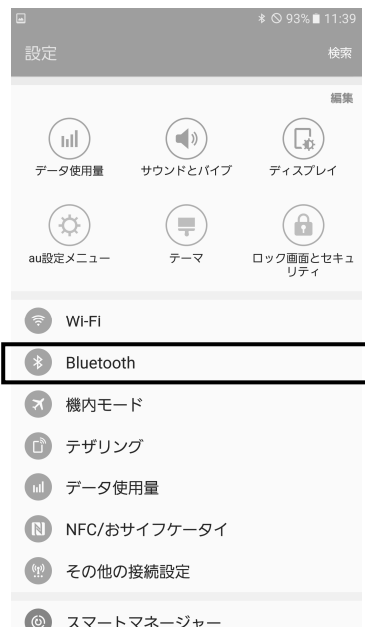 93% 11:39
設定 検索
編集
データ使用量 サウンドとバイブ ディスプレイ
au設定メニュー テーマ ロック画面とセキュ
リティ
Wi-Fi
Bluetooth
機内モード
テザリング
データ使用量
NFC/おサイフケータイ
その他の接続設定
スマートマネージャー